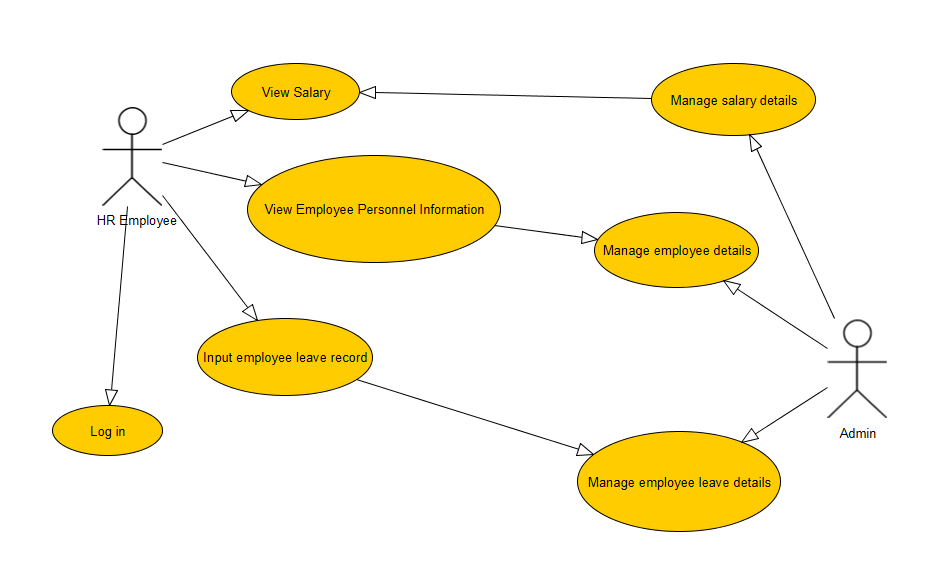 View Salary
Manage salary details
HR Employee
View Employee Personnel Information
Manage employee details
Input employee leave record
Log in
Admin
Manage employee leave details